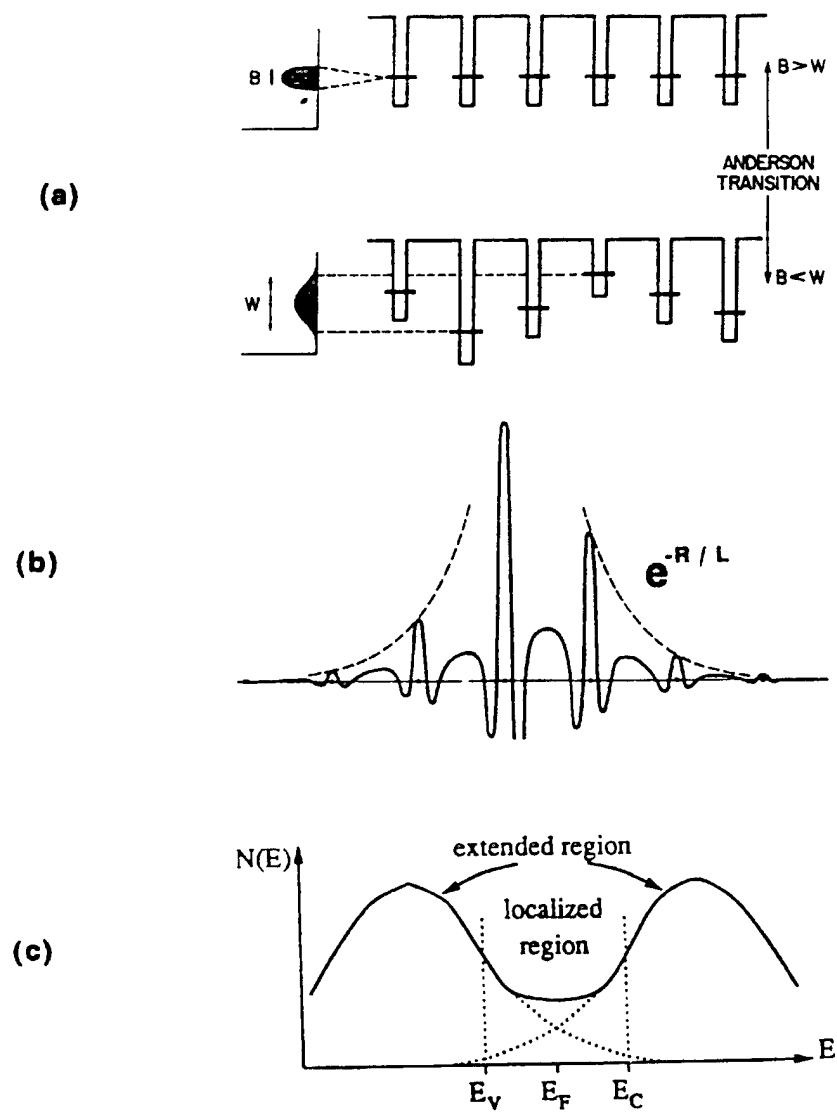 (a)
B
B>W
ANDERSON
TRANSITION
W
B<W
(b)
e^-R / L
(c)
N(E)
extended region
localized
region
E
E_V
E_F
E_C